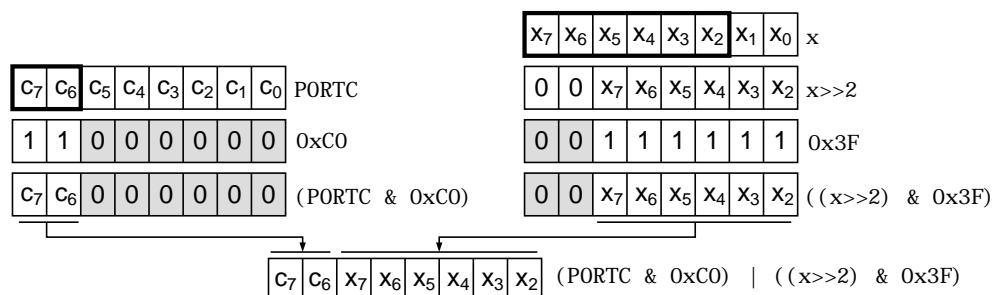 x₇ x₆ x₅ x₄ x₃ x₂ x₁ x₀ x
c₇ c₆ c₅ c₄ c₃ c₂ c₁ c₀ PORTC
0 0 x₇ x₆ x₅ x₄ x₃ x₂ x>>2
1 1 0 0 0 0 0 0 0xC0
0 0 1 1 1 1 1 1 0x3F
c₇ c₆ 0 0 0 0 0 0 (PORTC & 0xC0)
0 0 x₇ x₆ x₅ x₄ x₃ x₂ ((x>>2) & 0x3F)
c₇ c₆ x₇ x₆ x₅ x₄ x₃ x₂ (PORTC & 0xC0) | ((x>>2) & 0x3F)